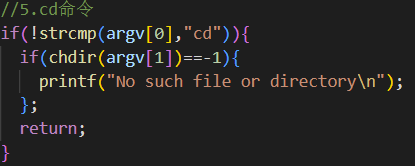 //5.cd命令
if(!strcmp(argv[0],"cd")){
  if(chdir(argv[1])==-1){
    printf("No such file or directory\n");
  };
  return;
}